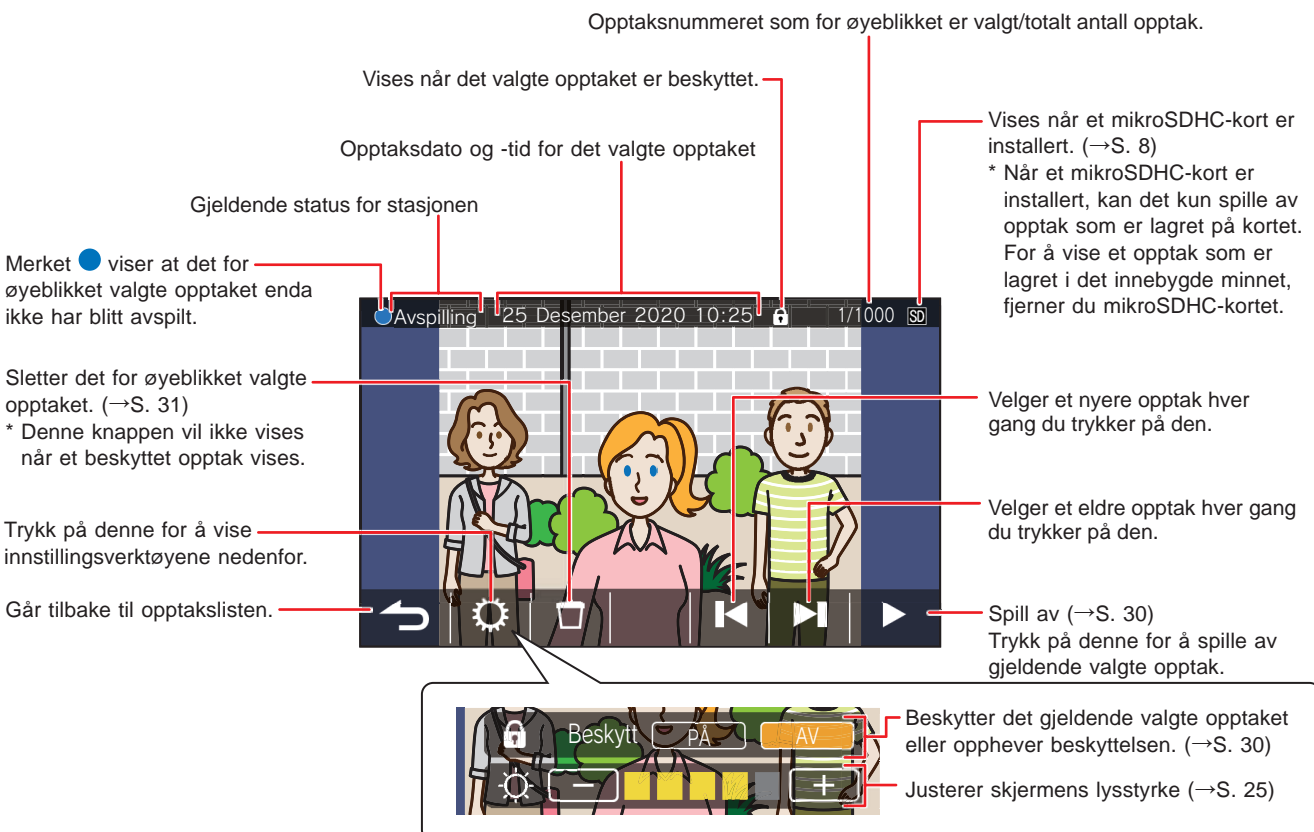 Opptaksnummeret som for øyeblikket er valgt/totalt antall opptak.
Vises når det valgte opptaket er beskyttet.
Opptaksdato og -tid for det valgte opptaket
Gjeldende status for stasjonen
Merket viser at det for
øyeblikket valgte opptaket enda
ikke har blitt avspilt.
Sletter det for øyeblikket valgte
opptaket. (→S. 31)
* Denne knappen vil ikke vises
når et beskyttet opptak vises.
Trykk på denne for å vise
innstillingsverktøyene nedenfor.
Går tilbake til opptakslisten.
Avspilling 25 Desember 2020 10:25 1/1000 SD
Vises når et mikroSDHC-kort er
installert. (→S. 8)
* Når et mikroSDHC-kort er
installert, kan det kun spille av
opptak som er lagret på kortet.
For å vise et opptak som er
lagret i det innebygde minnet,
fjerner du mikroSDHC-kortet.
Velger et nyere opptak hver
gang du trykker på den.
Velger et eldre opptak hver gang
du trykker på den.
Spill av (→S. 30)
Trykk på denne for å spille av
gjeldende valgte opptak.
Beskytt PÅ AV
Beskytter det gjeldende valgte opptaket
eller opphever beskyttelsen. (→S. 30)
Justerer skjermens lysstyrke (→S. 25)